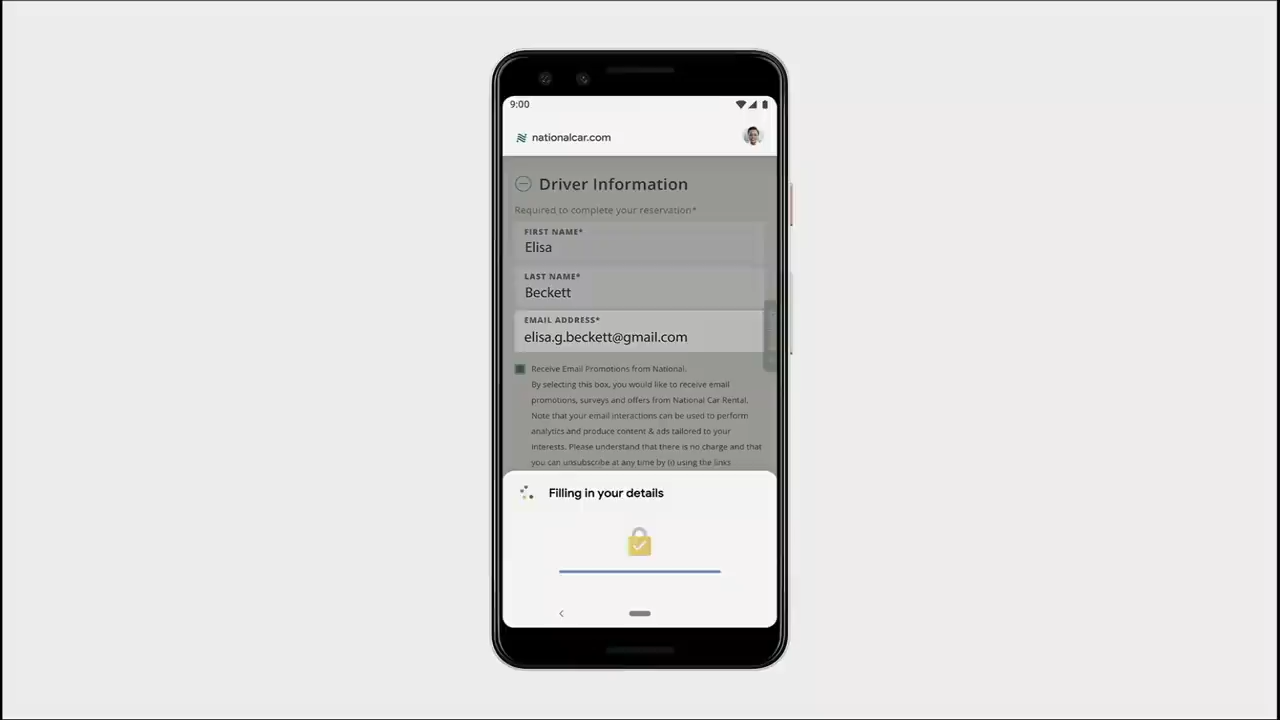 9:00
nationalcar.com
Driver Information
Required to complete your reservation*
FIRST NAME*
Elisa
LAST NAME*
Beckett
EMAIL ADDRESS*
elisa.g.beckett@gmail.com
Receive Email Promotions from National.
By selecting this box, you would like to receive email
promotions, surveys and offers from National Car Rental.
Note that your email interactions can be used to perform
analytics and produce content & ads tailored to your
interests. Please understand that there is no charge and that
you can unsubscribe at any time by (i) using the links
Filling in your details